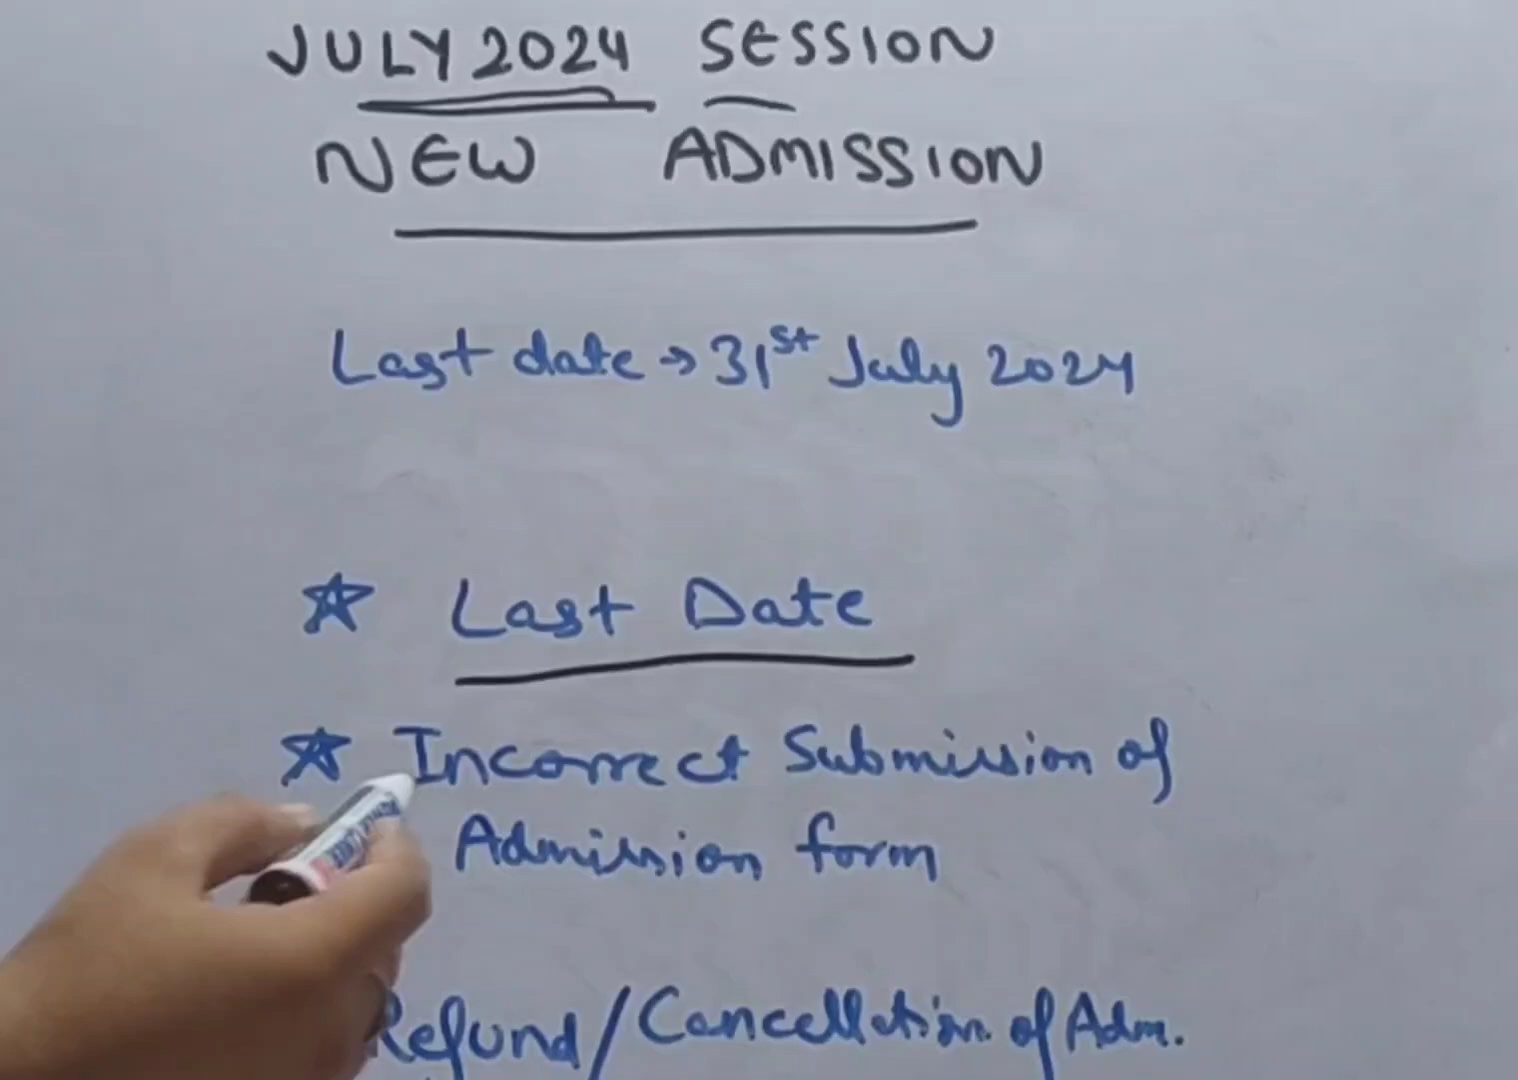 JULY 2024 SESSION
NEW ADMISSION
Last date → 31st July 2024
☆ Last Date
☆ Incorrect Submission of
Admission form
Refund/Cancellation of Adm.